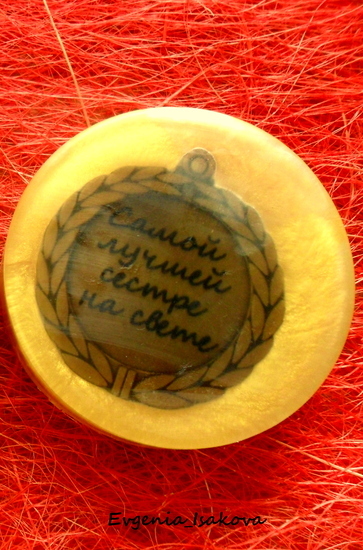 Самой
лучшей
сестре
на свете
Evgenia_Isakova